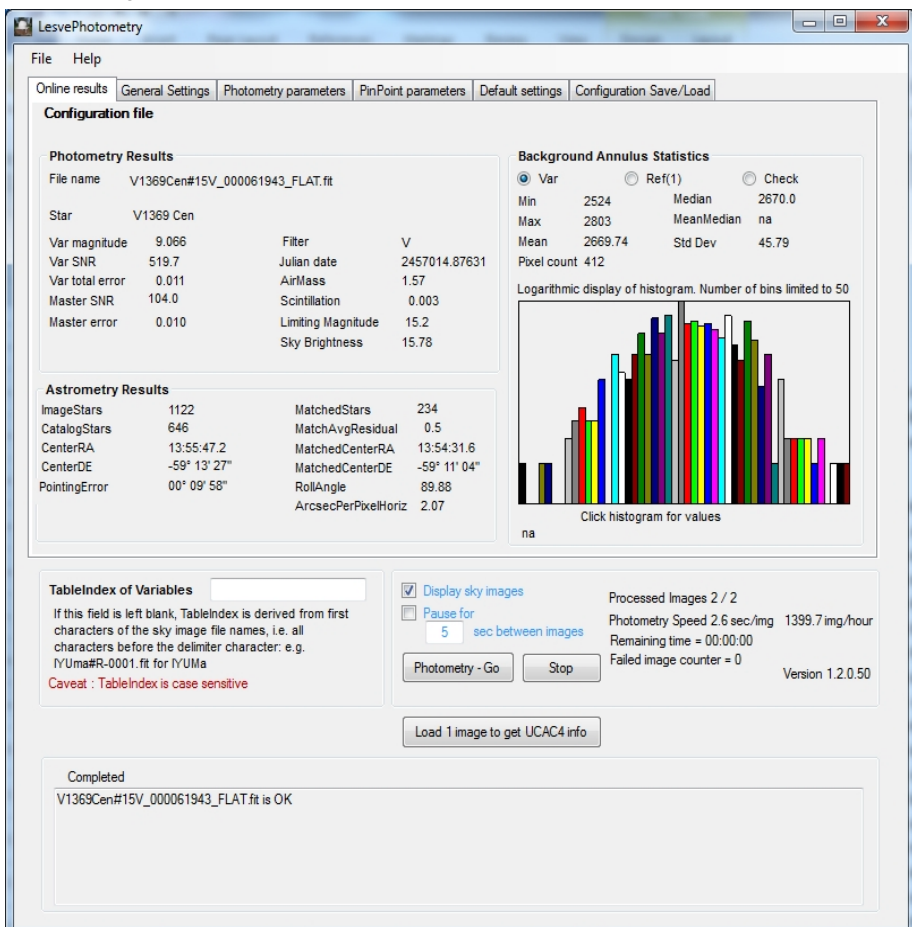 LesvePhotometry
File Help
Online results General Settings Photometry parameters PinPoint parameters Default settings Configuration Save/Load
Configuration file
Photometry Results
File name V1369Cen#15V_000061943_FLAT.fit
Star V1369 Cen
Var magnitude 9.066 Filter V
Var SNR 519.7 Julian date 2457014.87631
Var total error 0.011 AirMass 1.57
Master SNR 104.0 Scintillation 0.003
Master error 0.010 Limiting Magnitude 15.2
Sky Brightness 15.78
Background Annulus Statistics
Var Ref(1) Check
Min 2524 Median 2670.0
Max 2803 MeanMedian na
Mean 2669.74 Std Dev 45.79
Pixel count 412
Logarithmic display of histogram. Number of bins limited to 50
Click histogram for values
na
Astrometry Results
ImageStars 1122 MatchedStars 234
CatalogStars 646 MatchAvgResidual 0.5
CenterRA 13:55:47.2 MatchedCenterRA 13:54:31.6
CenterDE -59° 13' 27" MatchedCenterDE -59° 11' 04"
PointingError 00° 09' 58" RollAngle 89.88
ArcsecPerPixelHoriz 2.07
TableIndex of Variables
If this field is left blank, TableIndex is derived from first
characters of the sky image file names, i.e. all
characters before the delimiter character: e.g.
IYUma#R-0001.fit for IYUMa
Caveat : TableIndex is case sensitive
Display sky images
Pause for
5 sec between images
Photometry - Go Stop
Processed Images 2 / 2
Photometry Speed 2.6 sec/img 1399.7 img/hour
Remaining time = 00:00:00
Failed image counter = 0
Version 1.2.0.50
Load 1 image to get UCAC4 info
Completed
V1369Cen#15V_000061943_FLAT.fit is OK